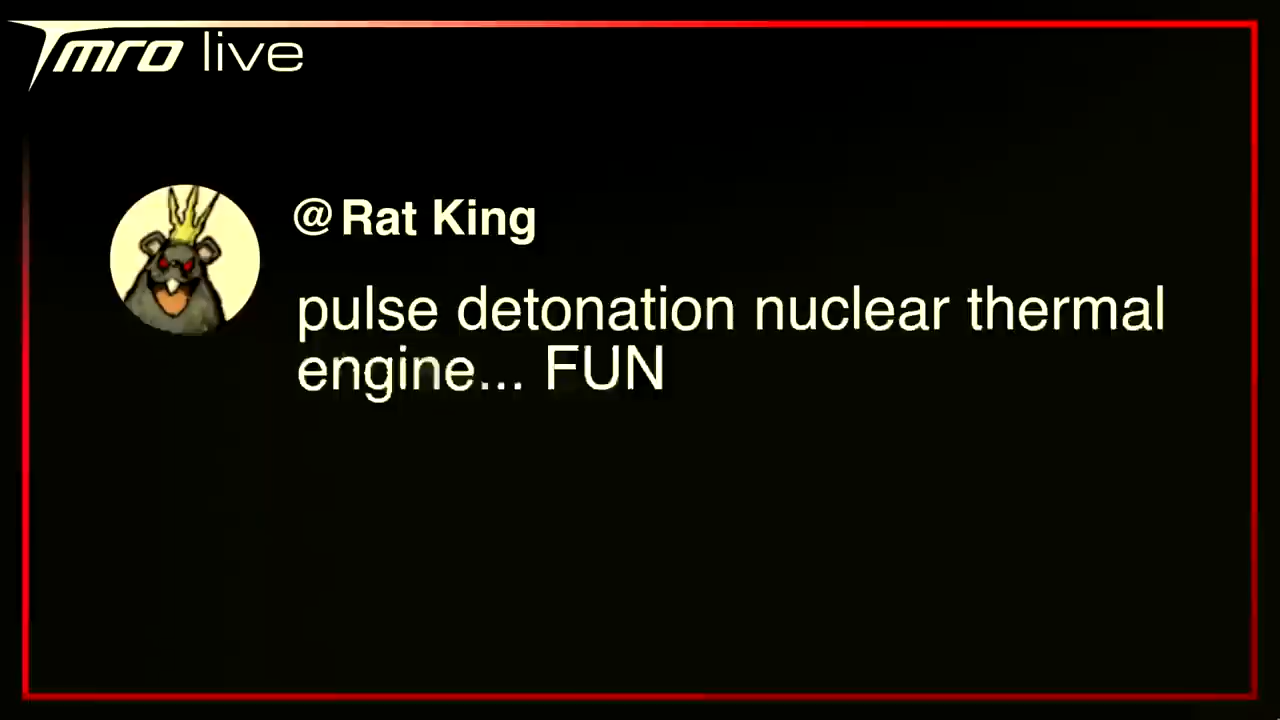 Tmro live
@Rat King
pulse detonation nuclear thermal
engine... FUN